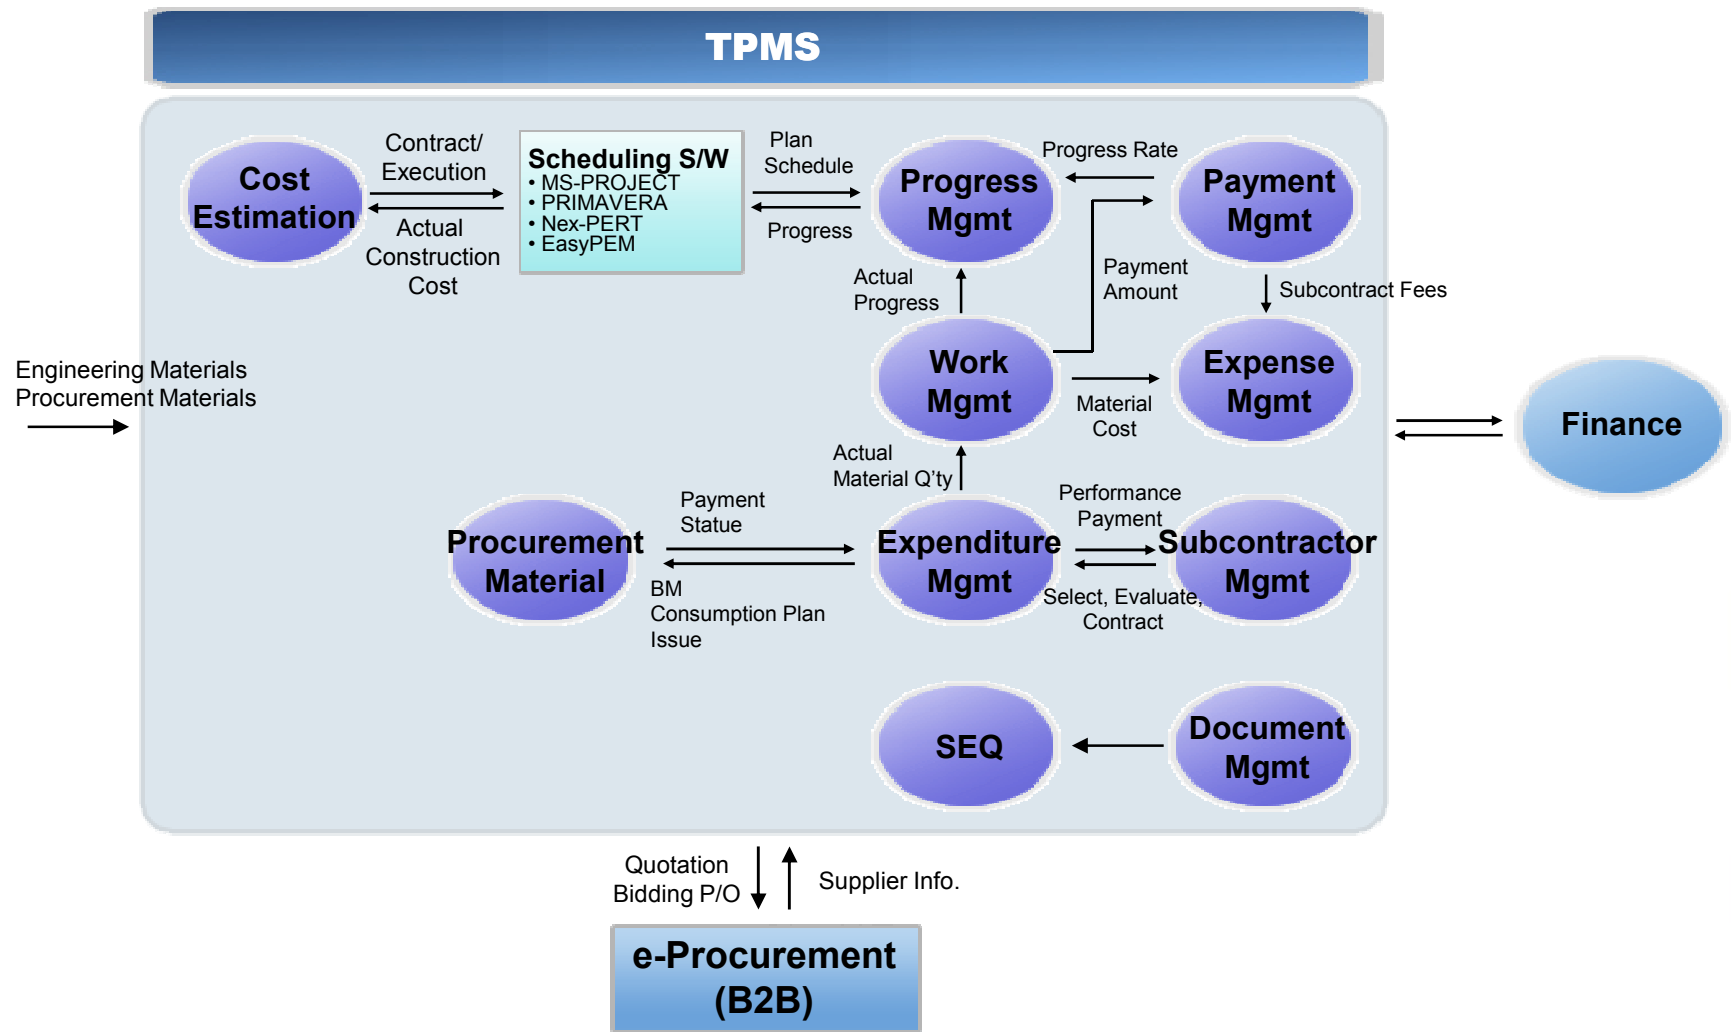 TPMS
Cost
Estimation
Contract/
Execution
Actual
Construction
Cost
Scheduling S/W
• MS-PROJECT
• PRIMAVERA
• Nex-PERT
• EasyPEM
Plan
Schedule
Progress
Progress
Mgmt
Progress Rate
Payment
Mgmt
Actual
Progress
Payment
Amount
Subcontract Fees
Engineering Materials
Procurement Materials
Work
Mgmt
Material
Cost
Expense
Mgmt
Finance
Actual
Material Q'ty
Procurement
Material
Payment
Statue
BM
Consumption Plan
Issue
Expenditure
Mgmt
Performance
Payment
Select, Evaluate,
Contract
Subcontractor
Mgmt
SEQ
Document
Mgmt
Quotation
Bidding P/O
Supplier Info.
e-Procurement
(B2B)